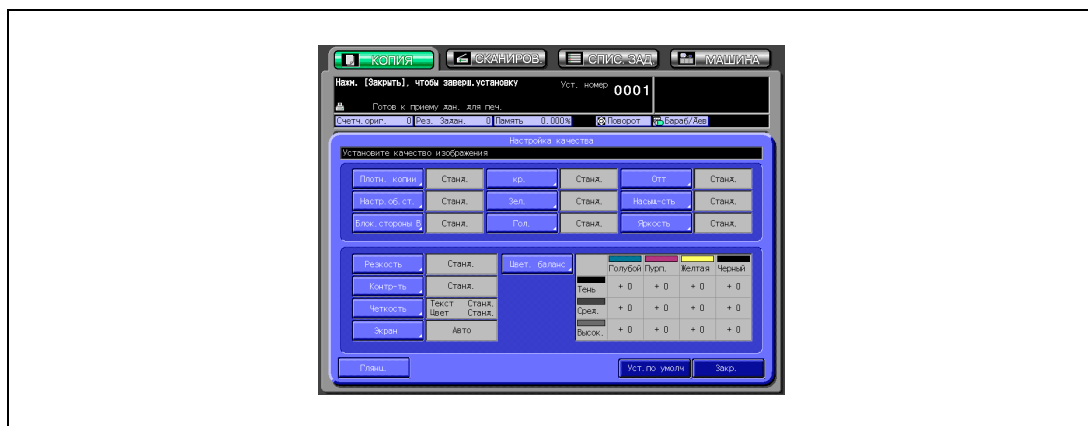 КОПИЯ СКАНИРОВ. СПИС. ЗАД. МАШИНА
Нажм. [Закрыть], чтобы заверш.установку Уст. номер 0001
Готов к приему дан. для печ.
Счетч.ориг. 0 Рез. Задан. 0 Память 0.000% Поворот Бараб/Дев
Настройка качества
Установите качество изображения
Плотн. копии Станд. кр. Станд. Отт Станд.
Настр.об.ст. Станд. Зел. Станд. Насыщ-сть Станд.
Блок.стороны В Станд. Гол. Станд. Яркость Станд.
Резкость Станд. Цвет. баланс Голубой Пурп. Желтая Черный
Контр-ть Станд. Тень + 0 + 0 + 0 + 0
Четкость Текст Станд. Цвет Станд. Сред. + 0 + 0 + 0 + 0
Экран Авто Высок. + 0 + 0 + 0 + 0
Глянц. Уст.по умолч Закр.